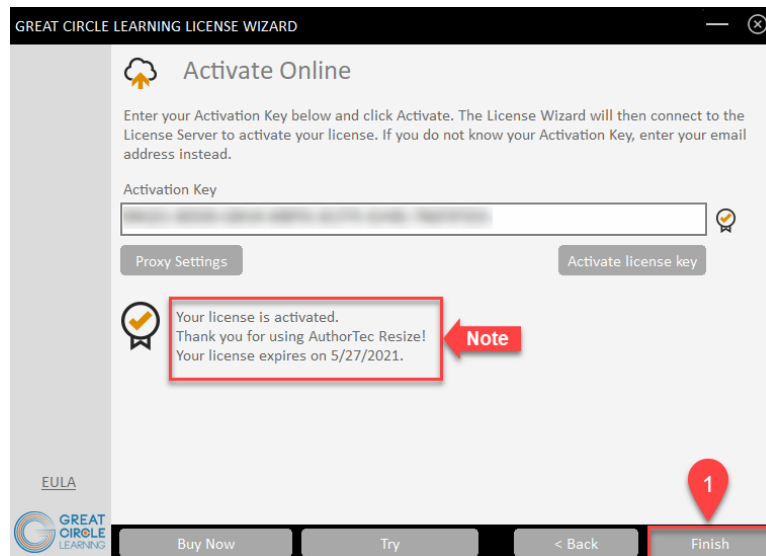 GREAT CIRCLE LEARNING LICENSE WIZARD
Activate Online
Enter your Activation Key below and click Activate. The License Wizard will then connect to the
License Server to activate your license. If you do not know your Activation Key, enter your email
address instead.
Activation Key
Proxy Settings
Activate license key
Your license is activated.
Thank you for using AuthorTec Resize!
Your license expires on 5/27/2021.
Note
EULA
1
GREAT
CIRCLE
LEARNING
Buy Now
Try
< Back
Finish